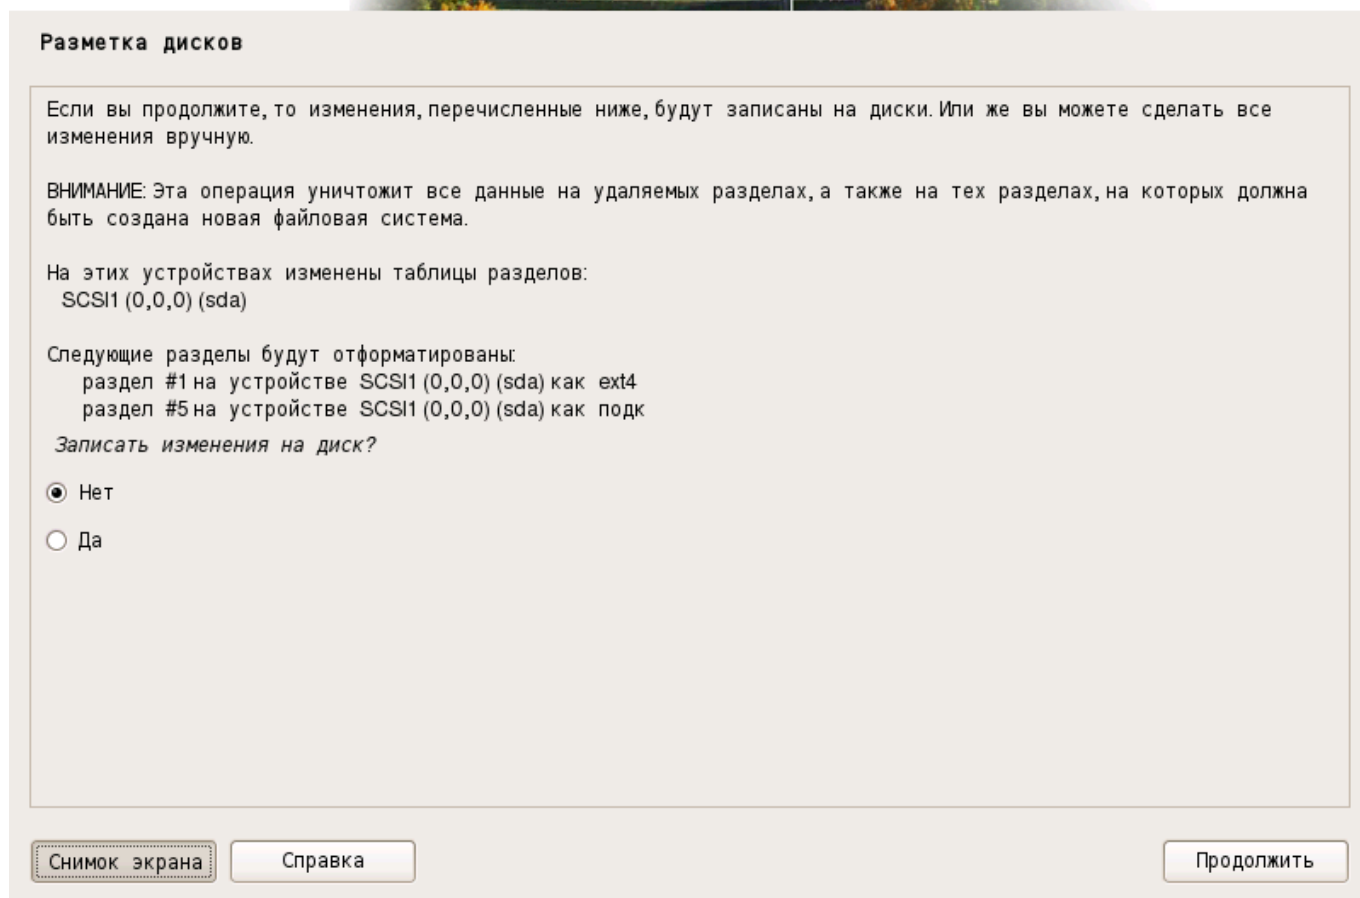 Разметка дисков
Если вы продолжите, то изменения, перечисленные ниже, будут записаны на диски. Или же вы можете сделать все
изменения вручную.
ВНИМАНИЕ: Эта операция уничтожит все данные на удаляемых разделах, а также на тех разделах, на которых должна
быть создана новая файловая система.
На этих устройствах изменены таблицы разделов:
SCSI1 (0,0,0) (sda)
Следующие разделы будут отформатированы:
раздел #1 на устройстве SCSI1 (0,0,0) (sda) как ext4
раздел #5 на устройстве SCSI1 (0,0,0) (sda) как подк
Записать изменения на диск?
Нет
Да
Снимок экрана
Справка
Продолжить